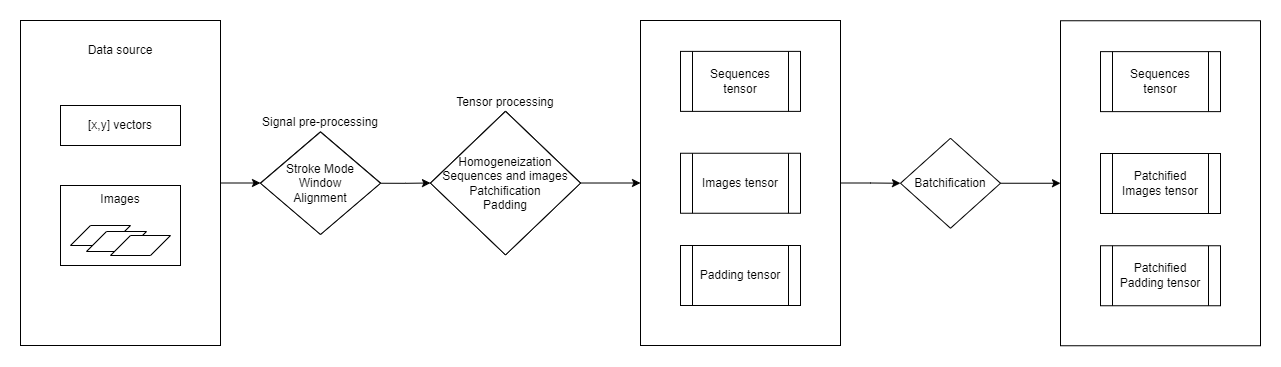 Data source
[x,y] vectors
Images
Signal pre-processing
Stroke Mode
Window
Alignment
Tensor processing
Homogeneization
Sequences and images
Patchification
Padding
Sequences
tensor
Images tensor
Padding tensor
Batchification
Sequences
tensor
Patchified
Images tensor
Patchified
Padding tensor